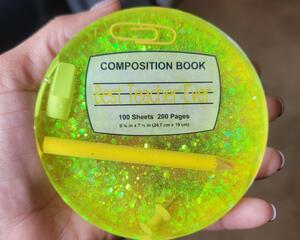 COMPOSITION BOOK
Best Teacher Ever
100 Sheets 200 Pages
9 ¾ in x 7 ½ in (24.7 cm x 19 cm)